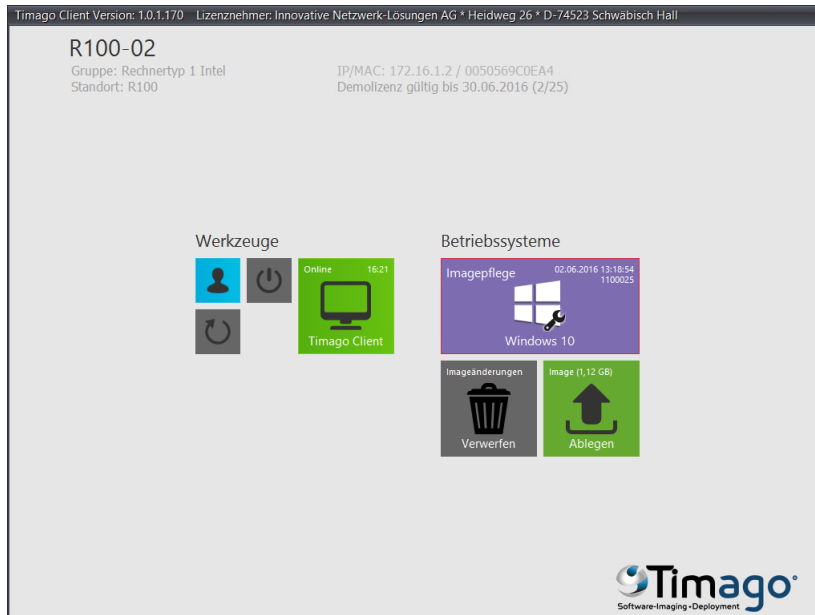 Timago Client Version: 1.0.1.170 Lizenznehmer: Innovative Netzwerk-Lösungen AG * Heidweg 26 * D-74523 Schwäbisch Hall
R100-02
Gruppe: Rechnertyp 1 Intel
Standort: R100
IP/MAC: 172.16.1.2 / 0050569C0EA4
Demolizenz gültig bis 30.06.2016 (2/25)
Werkzeuge
Online 16:21
Timago Client
Betriebssysteme
Imagepflege 02.06.2016 13:18:54
1100025
Windows 10
Imageänderungen
Verwerfen
Image (1,12 GB)
Ablegen
Timago
Software-Imaging•Deployment